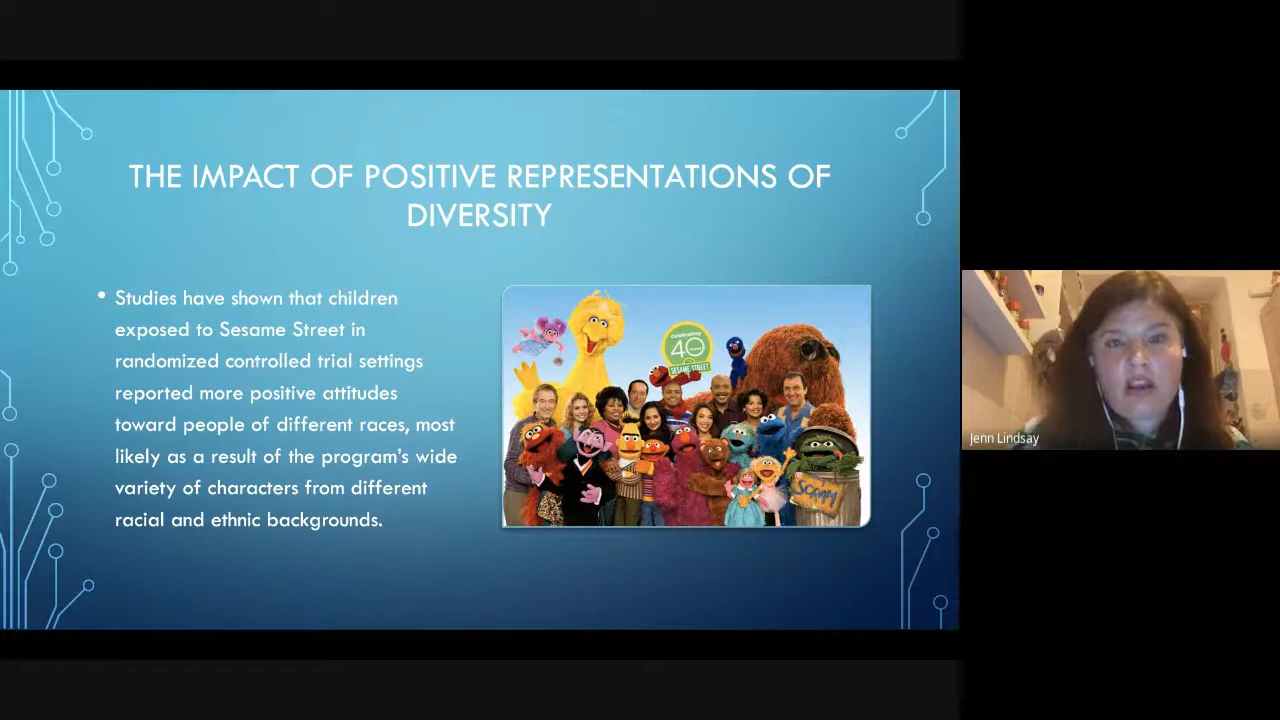 THE IMPACT OF POSITIVE REPRESENTATIONS OF
DIVERSITY
• Studies have shown that children
exposed to Sesame Street in
randomized controlled trial settings
reported more positive attitudes
toward people of different races, most
likely as a result of the program's wide
variety of characters from different
racial and ethnic backgrounds.
Celebrating
40
SESAME STREET
SCRAM
Jenn Lindsay